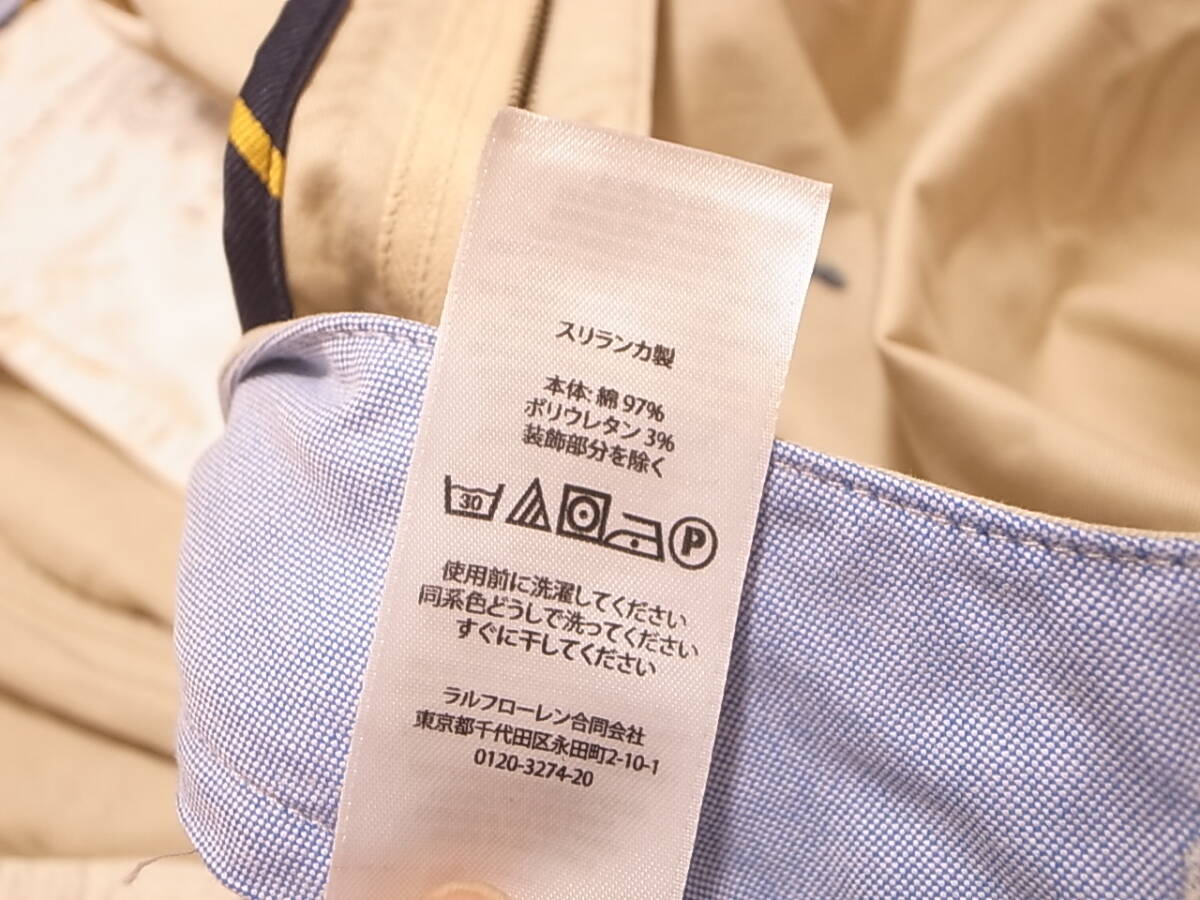 スリランカ製
本体: 綿 97%
ポリウレタン 3%
装飾部分を除く
30
P
使用前に洗濯してください
同系色どうしで洗ってください
すぐに干してください
ラルフローレン合同会社
東京都千代田区永田町2-10-1
0120-3274-20